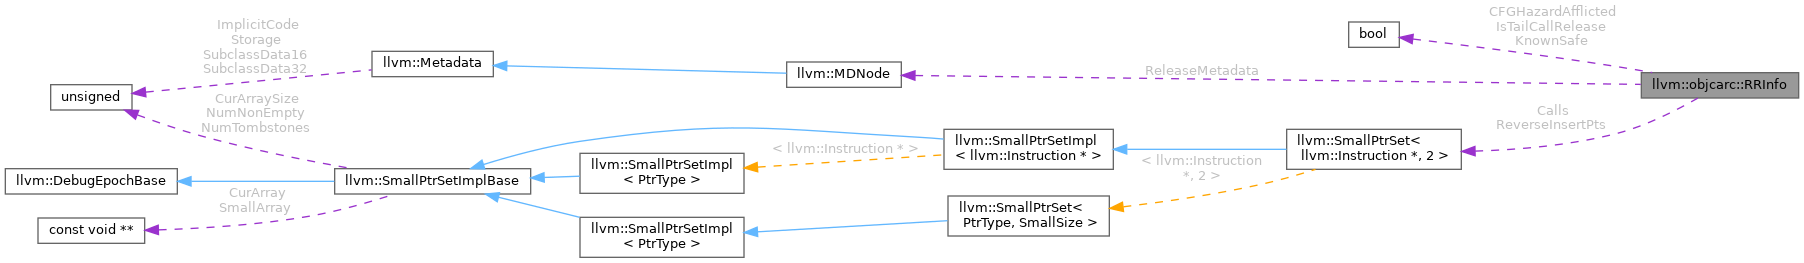 ImplicitCode
Storage
SubclassData16
SubclassData32
llvm::Metadata
unsigned
CurArraySize
NumNonEmpty
NumTombstones
llvm::DebugEpochBase
llvm::SmallPtrSetImplBase
CurArray
SmallArray
const void **
llvm::SmallPtrSetImpl
< PtrType >
llvm::SmallPtrSetImpl
< PtrType >
llvm::MDNode
< llvm::Instruction * >
llvm::SmallPtrSetImpl
< llvm::Instruction * >
llvm::SmallPtrSet<
PtrType, SmallSize >
ReleaseMetadata
< llvm::Instruction
*, 2 >
llvm::SmallPtrSet<
llvm::Instruction *, 2 >
bool
CFGHazardAfflicted
IsTailCallRelease
KnownSafe
Calls
ReverseInsertPts
llvm::objcarc::RRInfo